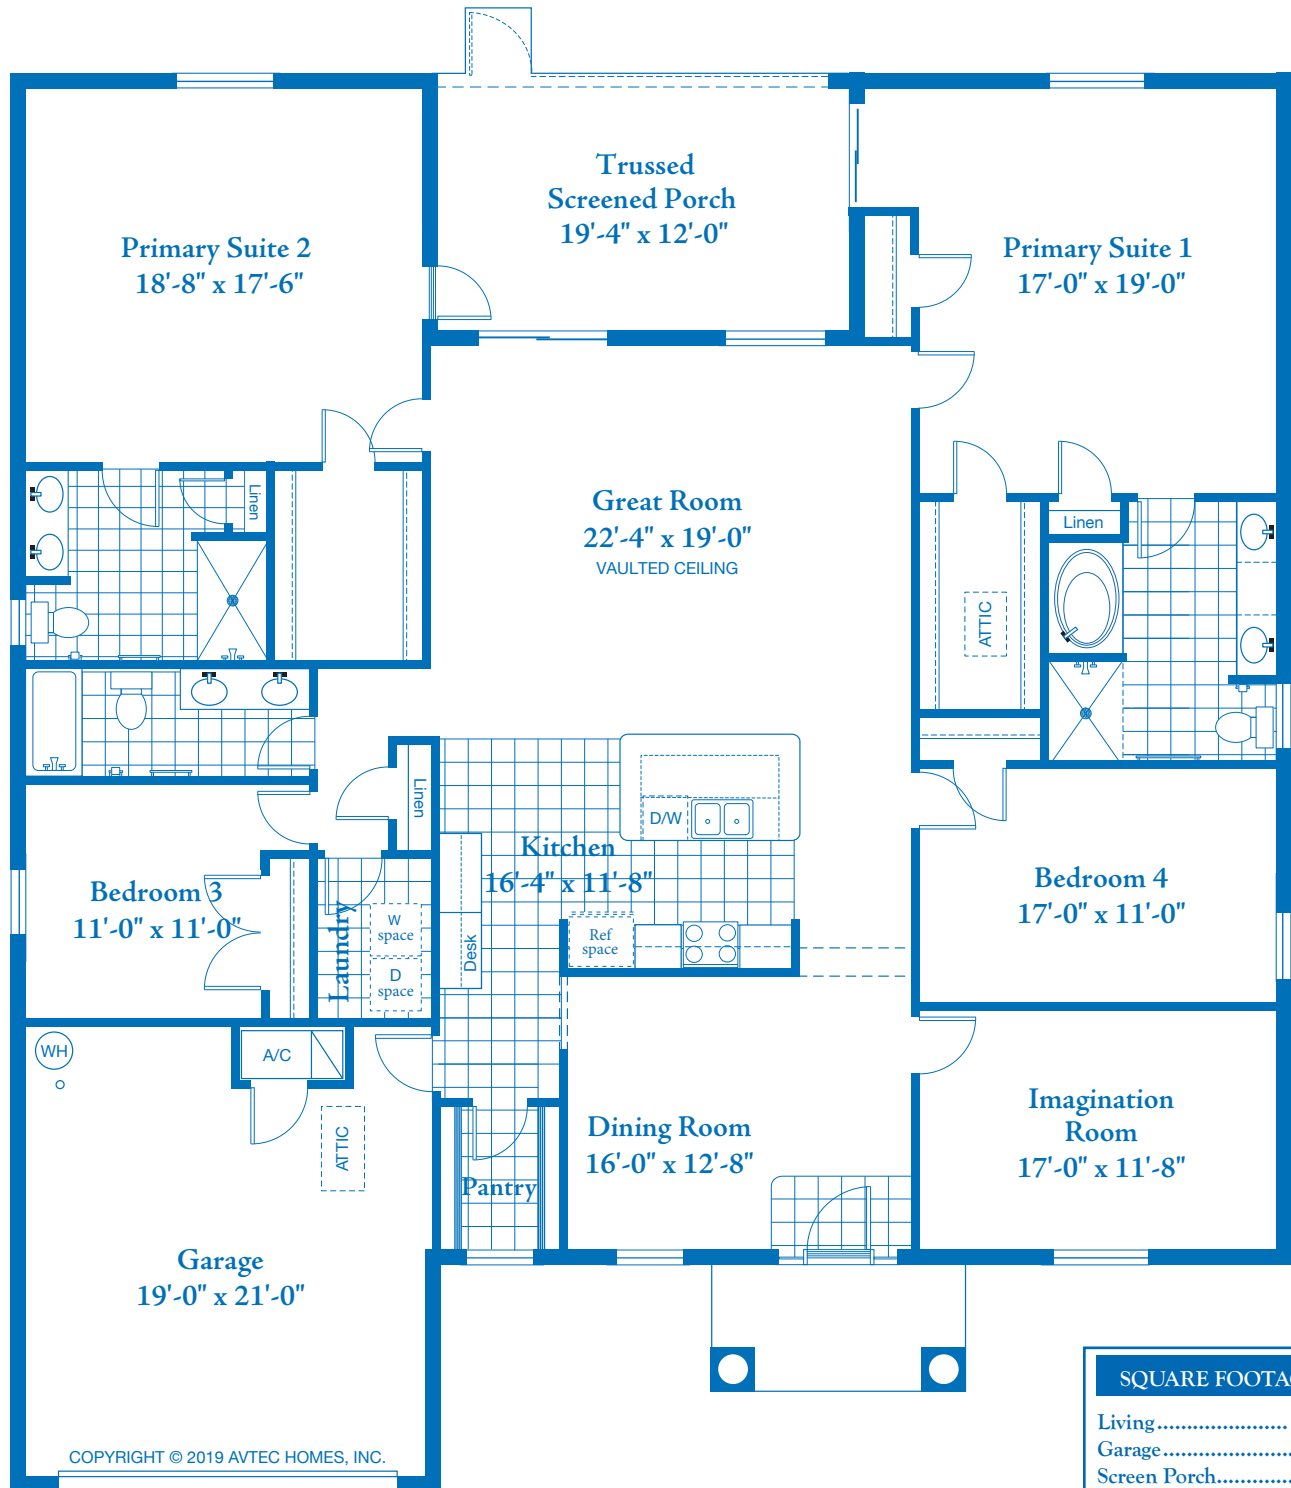 Trussed
Screened Porch
19'-4" x 12'-0"
Primary Suite 2
18'-8" x 17'-6"
Primary Suite 1
17'-0" x 19'-0"
Great Room
22'-4" x 19'-0"
VAULTED CEILING
Linen
Linen
ATTIC
Linen
D/W
Kitchen
16'-4" x 11'-8"
Bedroom 3
11'-0" x 11'-0"
Bedroom 4
17'-0" x 11'-0"
Laundry
W
space
D
space
Desk
Ref
space
WH
A/C
ATTIC
Dining Room
16'-0" x 12'-8"
Imagination
Room
17'-0" x 11'-8"
Pantry
Garage
19'-0" x 21'-0"
COPYRIGHT © 2019 AVTEC HOMES, INC.
SQUARE FOOTA
Living......................
Garage......................
Screen Porch.............